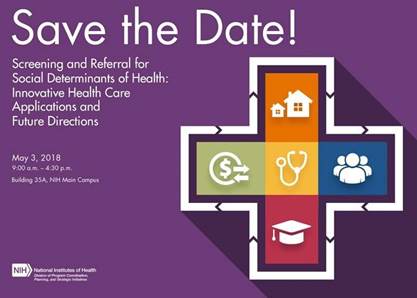 Save the Date!
Screening and Referral for
Social Determinants of Health:
Innovative Health Care
Applications and
Future Directions
May 3, 2018
9:00 a.m. – 4:30 p.m.
Building 35A, NIH Main Campus
$
NIH
National Institutes of Health
Division of Program Coordination,
Planning, and Strategic Initiatives